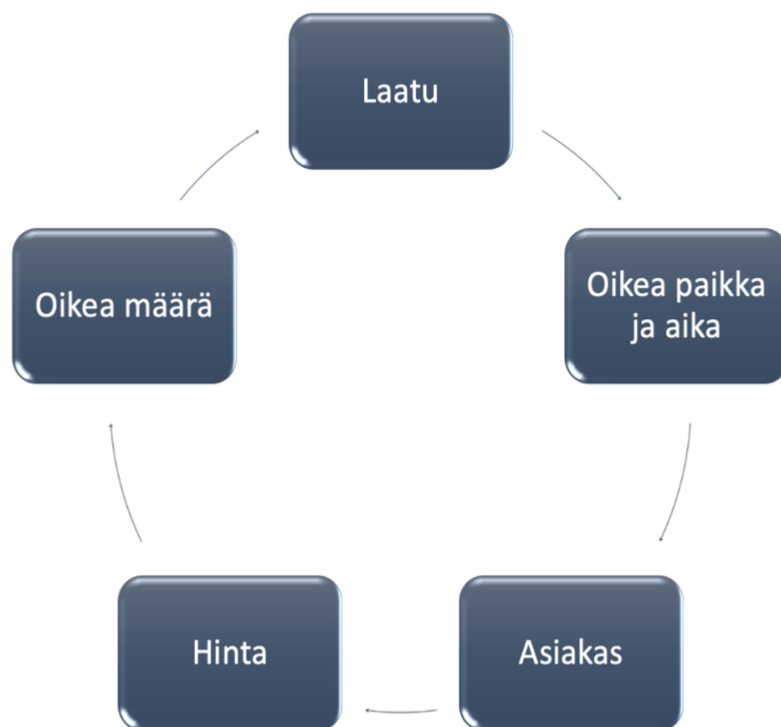 Laatu
Oikea paikka
ja aika
Asiakas
Hinta
Oikea määrä